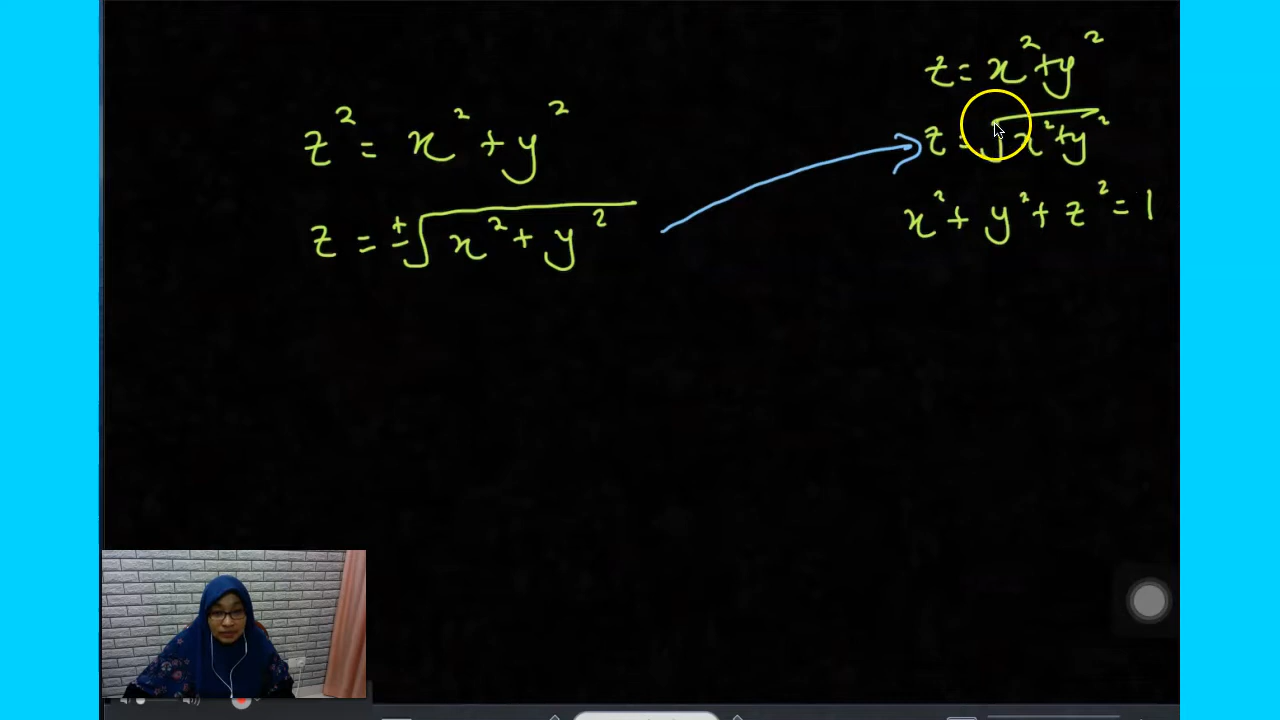 z² = x² + y²
z = ±√(x² + y²)
z = x² + y²
z = √(x² + y²)
x² + y² + z² = 1